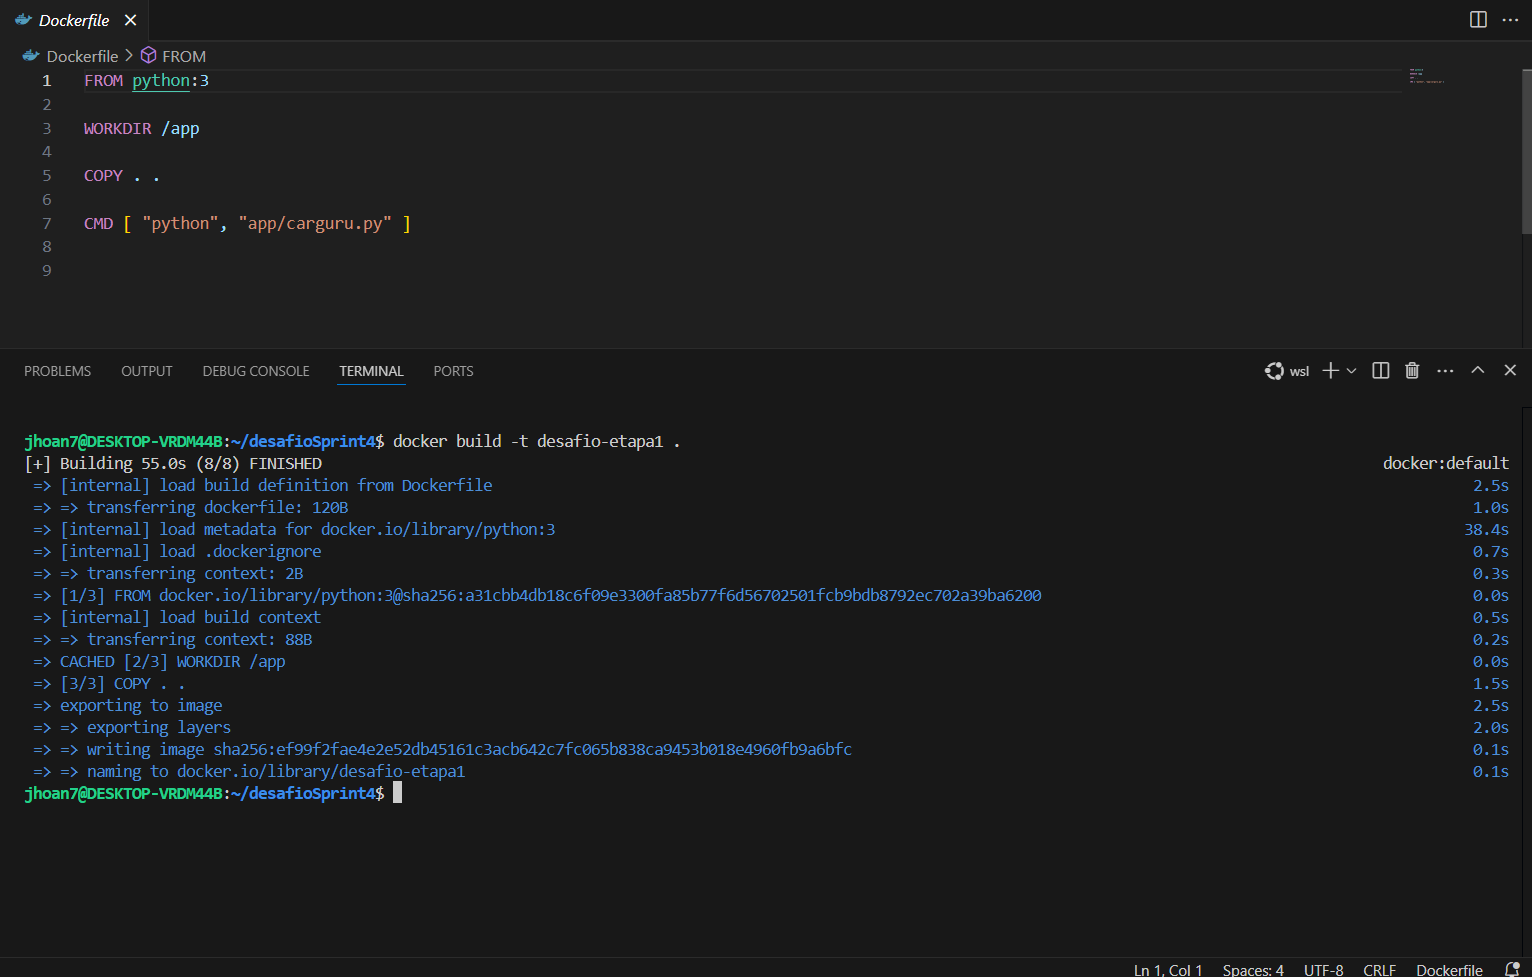 Dockerfile
Dockerfile > FROM
1 FROM python:3
2
3 WORKDIR /app
4
5 COPY . .
6
7 CMD [ "python", "app/carguru.py" ]
8
9
PROBLEMS OUTPUT DEBUG CONSOLE TERMINAL PORTS wsl
jhoan7@DESKTOP-VRDM44B:~/desafioSprint4$ docker build -t desafio-etapa1 .
[+] Building 55.0s (8/8) FINISHED docker:default
=> [internal] load build definition from Dockerfile 2.5s
=> => transferring dockerfile: 120B 1.0s
=> [internal] load metadata for docker.io/library/python:3 38.4s
=> [internal] load .dockerignore 0.7s
=> => transferring context: 2B 0.3s
=> [1/3] FROM docker.io/library/python:3@sha256:a31cbb4db18c6f09e3300fa85b77f6d56702501fcb9bdb8792ec702a39ba6200 0.0s
=> [internal] load build context 0.5s
=> => transferring context: 88B 0.2s
=> CACHED [2/3] WORKDIR /app 0.0s
=> [3/3] COPY . . 1.5s
=> exporting to image 2.5s
=> => exporting layers 2.0s
=> => writing image sha256:ef99f2fae4e2e52db45161c3acb642c7fc065b838ca9453b018e4960fb9a6bfc 0.1s
=> => naming to docker.io/library/desafio-etapa1 0.1s
jhoan7@DESKTOP-VRDM44B:~/desafioSprint4$
Ln 1, Col 1 Spaces: 4 UTF-8 CRLF Dockerfile